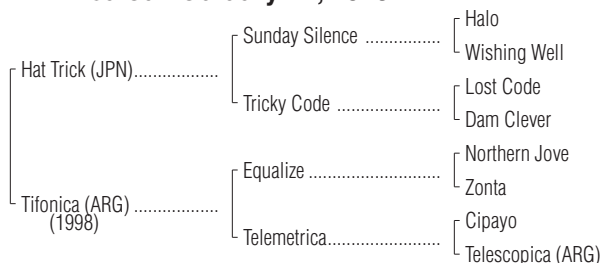 Halo
Sunday Silence ................
Wishing Well
Hat Trick (JPN)..................
Lost Code
Tricky Code ......................
Dam Clever
Northern Jove
Equalize ............................
Zonta
Tifonica (ARG) ..................
(1998)
Cipayo
Telemetrica........................
Telescopica (ARG)